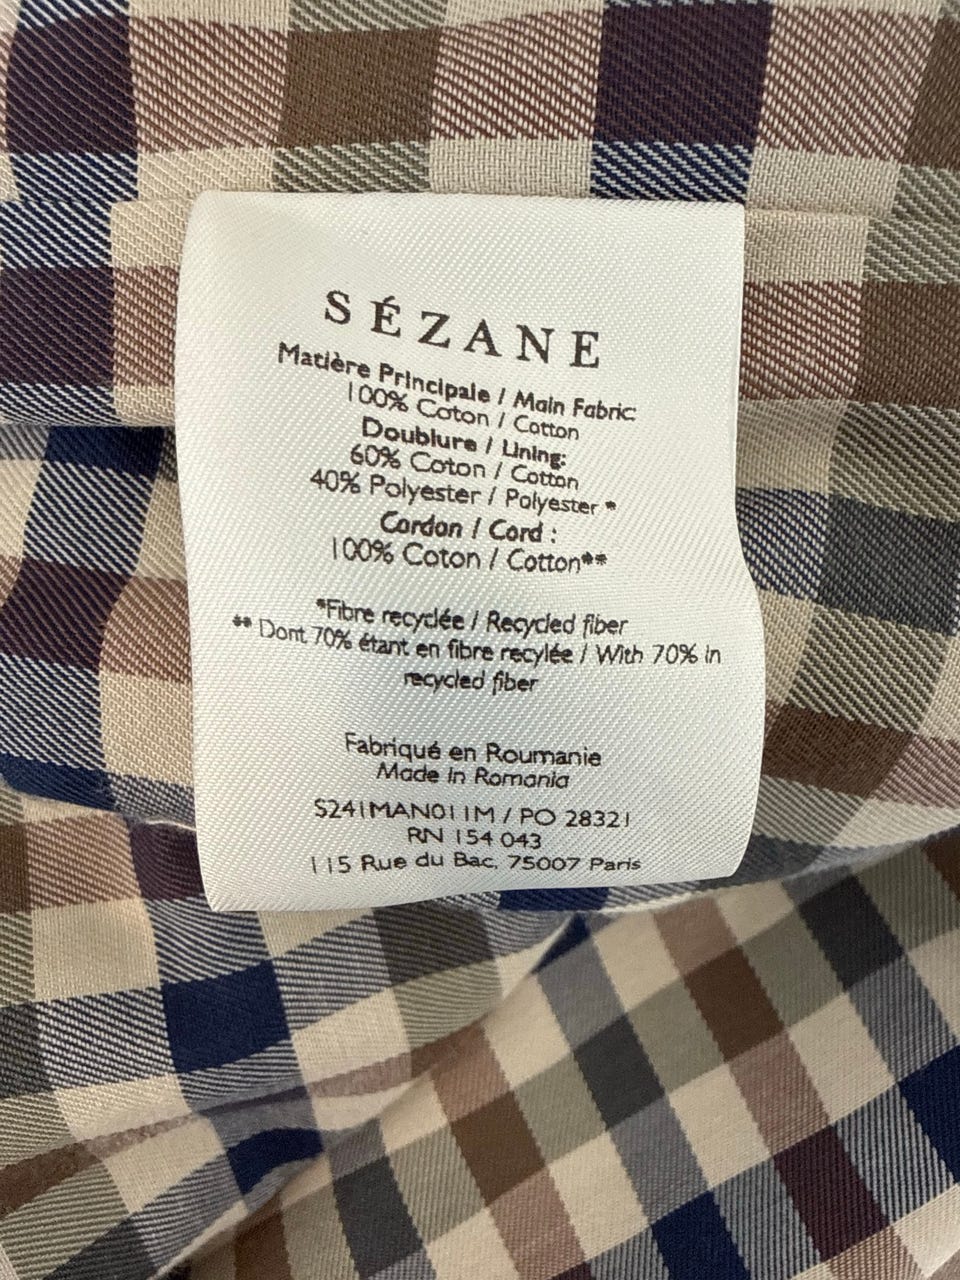 SÉZANE
Matière Principale / Main Fabric:
100% Coton / Cotton
Doublure / Lining:
60% Coton / Cotton
40% Polyester / Polyester *
Cordon / Cord :
100% Coton / Cotton**
*Fibre recyclée / Recycled fiber
** Dont 70% étant en fibre recylée / With 70% in
recycled fiber
Fabriqué en Roumanie
Made in Romania
S241MAN011M / PO 28321
RN 154 043
115 Rue du Bac, 75007 Paris